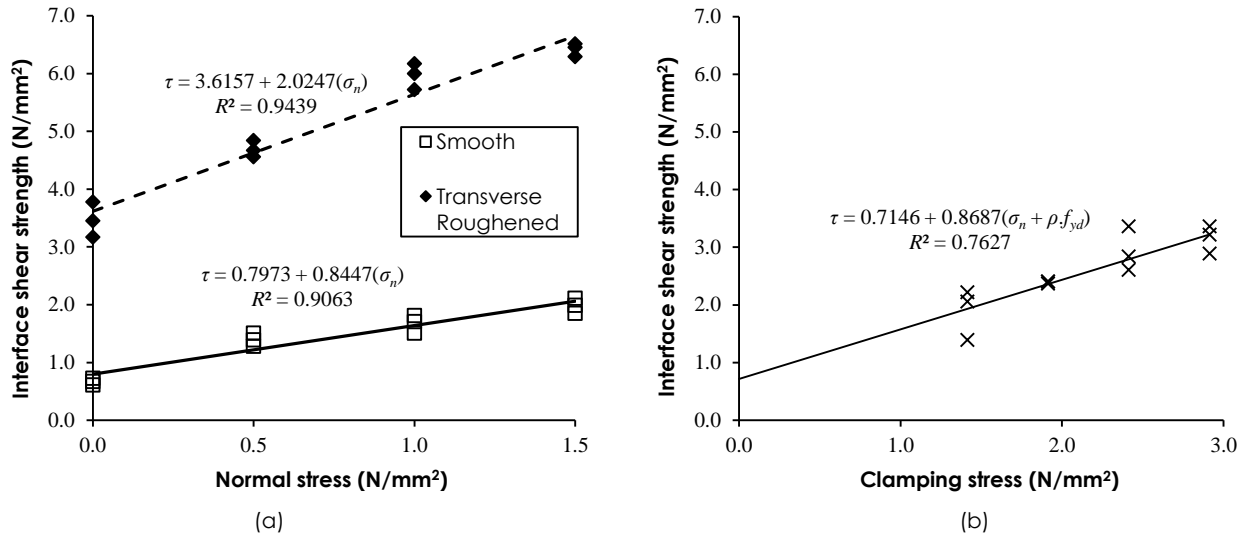 Interface shear strength (N/mm²)
7.0
6.0
5.0
4.0
3.0
2.0
1.0
0.0
τ = 3.6157 + 2.0247(σn)
R² = 0.9439
Smooth
Transverse
Roughened
τ = 0.7973 + 0.8447(σn)
R² = 0.9063
0.0 0.5 1.0 1.5
Normal stress (N/mm²)
(a)
Interface shear strength (N/mm²)
7.0
6.0
5.0
4.0
3.0
2.0
1.0
0.0
τ = 0.7146 + 0.8687(σn + ρ.fyd)
R² = 0.7627
0.0 1.0 2.0 3.0
Clamping stress (N/mm²)
(b)